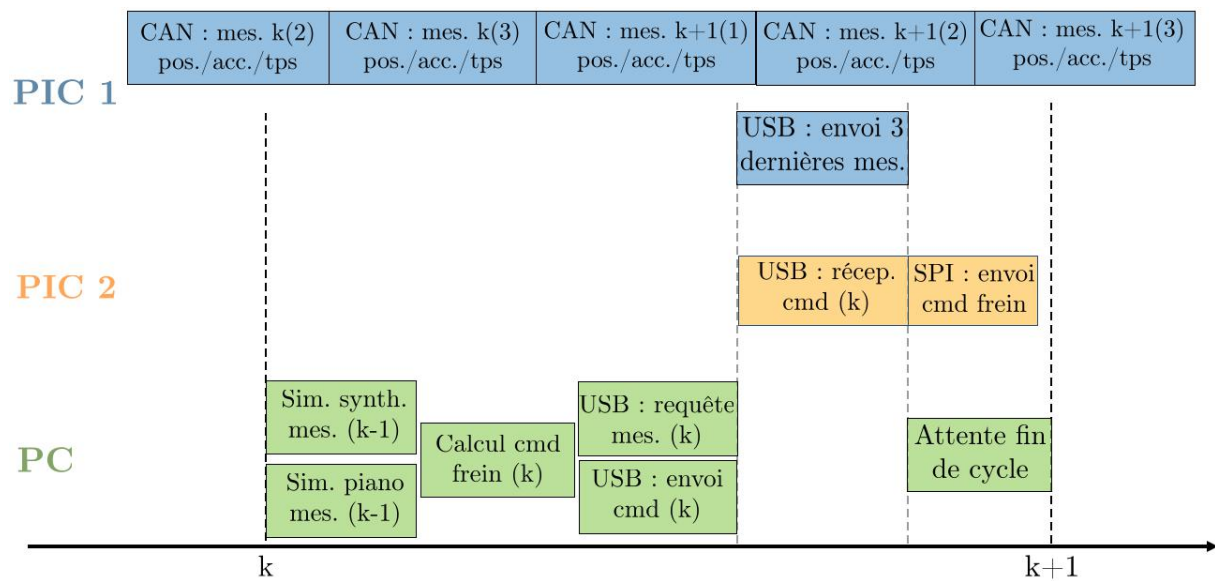 CAN : mes. k(2)
pos./acc./tps
CAN : mes. k(3)
pos./acc./tps
CAN : mes. k+1(1)
pos./acc./tps
CAN : mes. k+1(2)
pos./acc./tps
CAN : mes. k+1(3)
pos./acc./tps
PIC 1
USB : envoi 3
dernières mes.
PIC 2
USB : récep.
cmd (k)
SPI : envoi
cmd frein
PC
Sim. synth.
mes. (k-1)
Sim. piano
mes. (k-1)
Calcul cmd
frein (k)
USB : requête
mes. (k)
USB : envoi
cmd (k)
Attente fin
de cycle
k
k+1